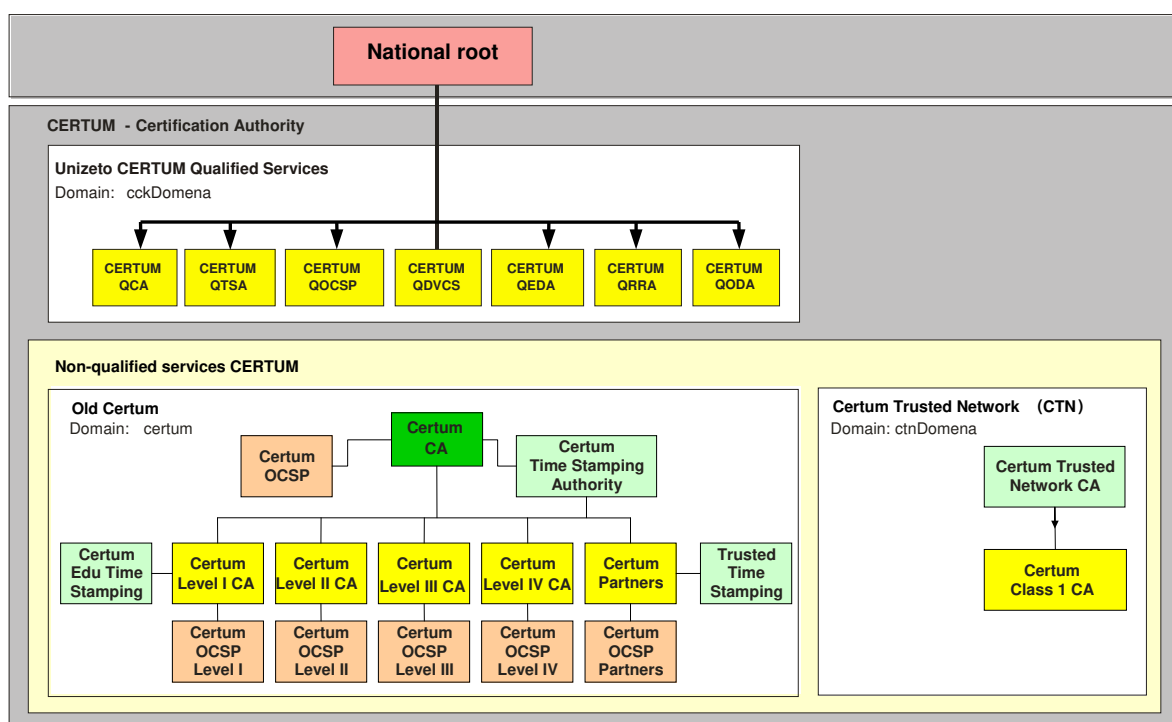 National root
CERTUM - Certification Authority
Unizeto CERTUM Qualified Services
Domain: cckDomena
CERTUM
QCA
CERTUM
QTSA
CERTUM
QOCSP
CERTUM
QDVCS
CERTUM
QEDA
CERTUM
QRRA
CERTUM
QODA
Non-qualified services CERTUM
Old Certum
Domain: certum
Certum
CA
Certum
OCSP
Certum
Time Stamping
Authority
Certum
Edu Time
Stamping
Certum
Level I CA
Certum
Level II CA
Certum
Level III CA
Certum
Level IV CA
Certum
Partners
Trusted
Time
Stamping
Certum
OCSP
Level I
Certum
OCSP
Level II
Certum
OCSP
Level III
Certum
OCSP
Level IV
Certum
OCSP
Partners
Certum Trusted Network (CTN)
Domain: ctnDomena
Certum Trusted
Network CA
Certum
Class 1 CA